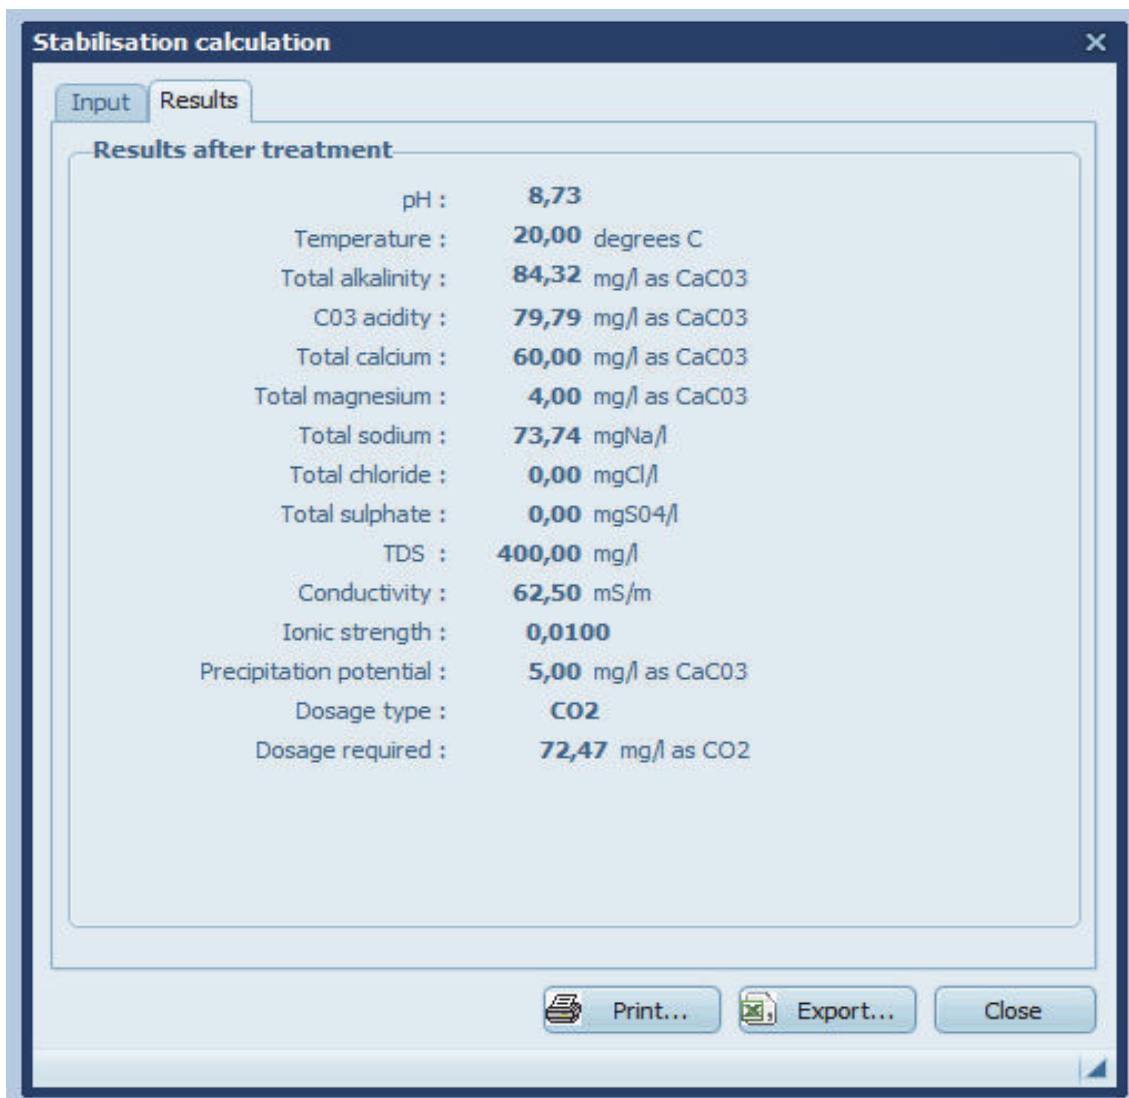 Stabilisation calculation
Input Results
Results after treatment
pH : 8,73
Temperature : 20,00 degrees C
Total alkalinity : 84,32 mg/l as CaC03
C03 acidity : 79,79 mg/l as CaC03
Total calcium : 60,00 mg/l as CaC03
Total magnesium : 4,00 mg/l as CaC03
Total sodium : 73,74 mgNa/l
Total chloride : 0,00 mgCl/l
Total sulphate : 0,00 mgS04/l
TDS : 400,00 mg/l
Conductivity : 62,50 mS/m
Ionic strength : 0,0100
Precipitation potential : 5,00 mg/l as CaC03
Dosage type : CO2
Dosage required : 72,47 mg/l as CO2
Print... Export... Close